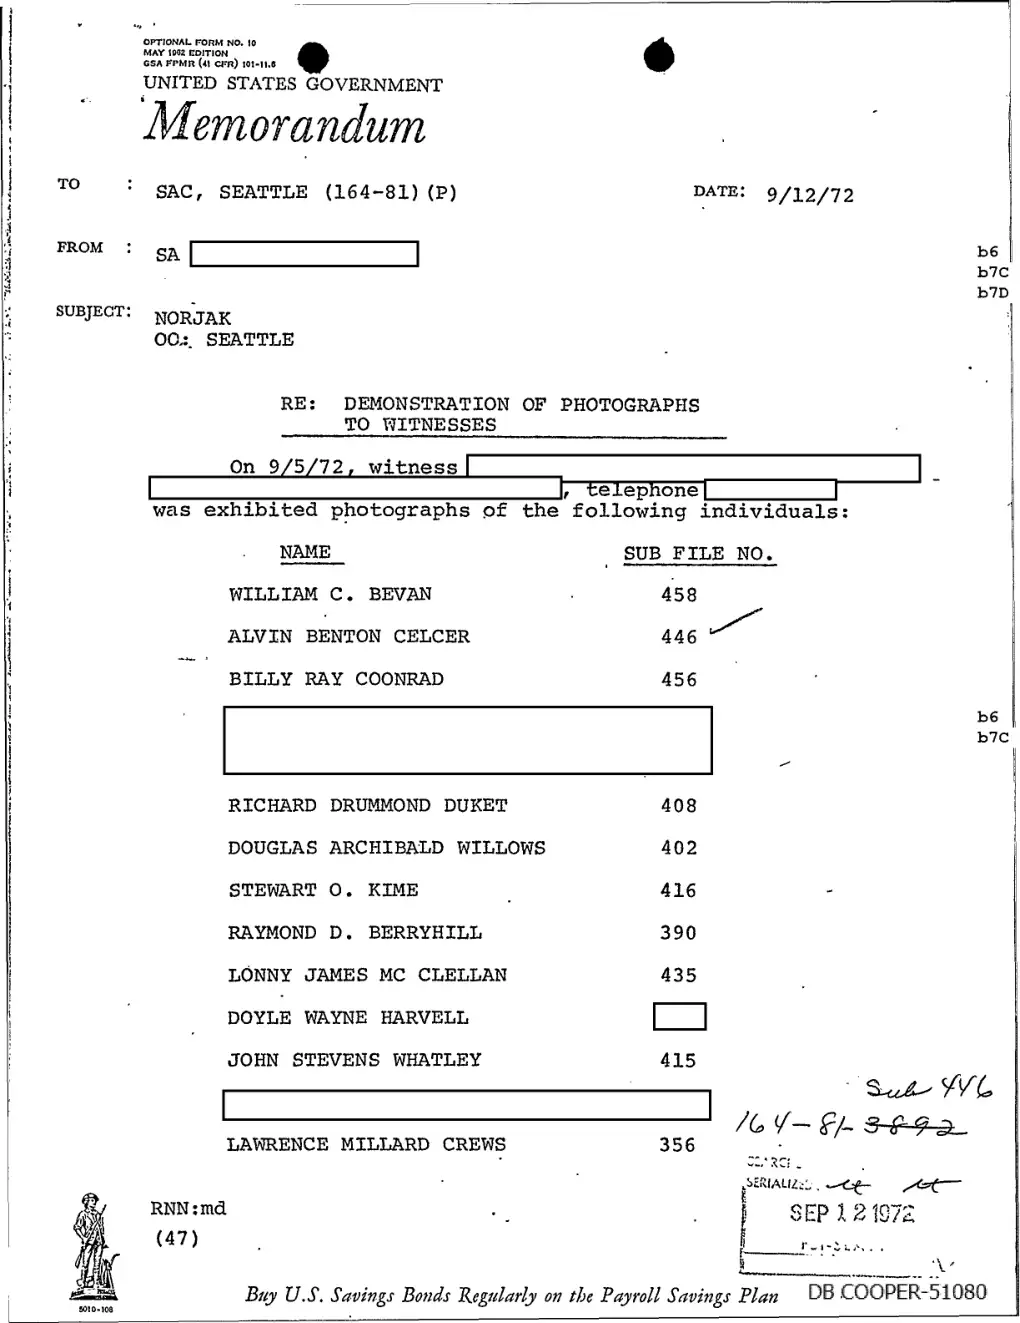 OPTIONAL FORM NO. 10
MAY 1962 EDITION
GSA FPMR (41 CFR) 101-11.6
UNITED STATES GOVERNMENT
Memorandum
TO : SAC, SEATTLE (164-81)(P) DATE: 9/12/72
FROM : SA
b6
b7C
b7D
SUBJECT: NORJAK
OO: SEATTLE
RE: DEMONSTRATION OF PHOTOGRAPHS
TO WITNESSES
On 9/5/72, witness
, telephone
was exhibited photographs of the following individuals:
NAME SUB FILE NO.
WILLIAM C. BEVAN 458
ALVIN BENTON CELCER 446
BILLY RAY COONRAD 456
b6
b7C
RICHARD DRUMMOND DUKET 408
DOUGLAS ARCHIBALD WILLOWS 402
STEWART O. KIME 416
RAYMOND D. BERRYHILL 390
LONNY JAMES MC CLELLAN 435
DOYLE WAYNE HARVELL
JOHN STEVENS WHATLEY 415
Sub 446
164-81-3892
LAWRENCE MILLARD CREWS 356
SERIALIZED
RNN:md
(47)
SEP 12 1972
5010-108
Buy U.S. Savings Bonds Regularly on the Payroll Savings Plan
DB COOPER-51080